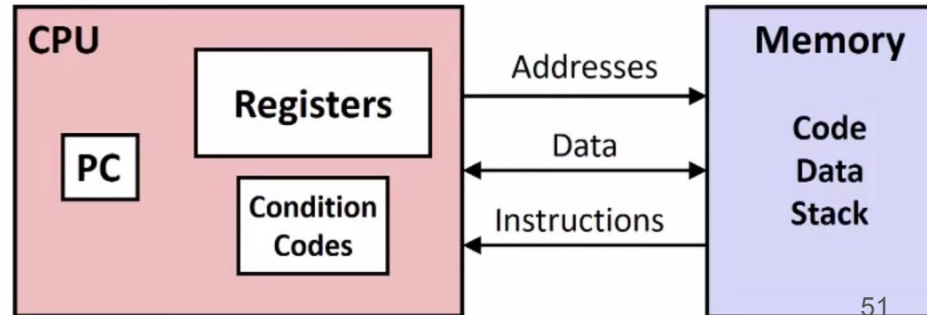 CPU
Registers
PC
Condition
Codes
Addresses
Data
Instructions
Memory
Code
Data
Stack
51